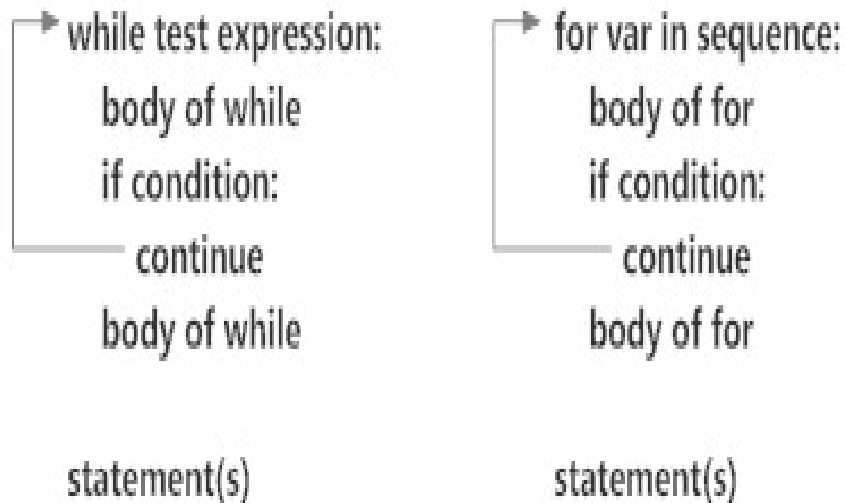 while test expression:
body of while
if condition:
continue
body of while
statement(s)
for var in sequence:
body of for
if condition:
continue
body of for
statement(s)